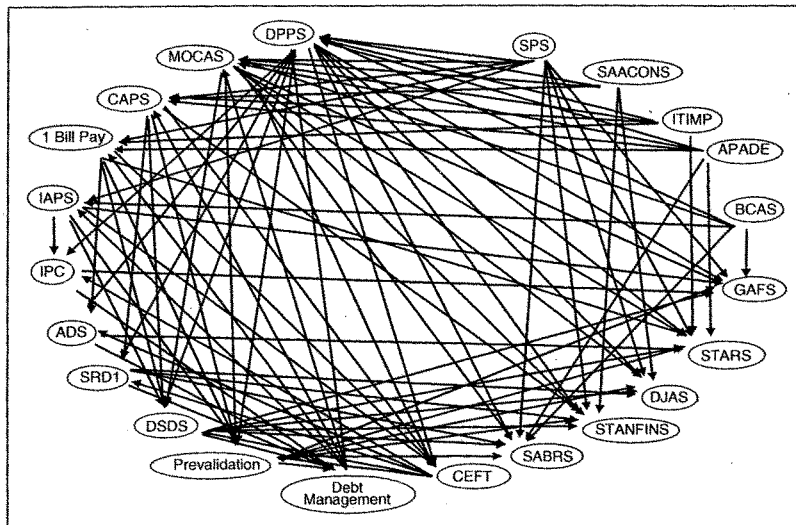 DPPS
SPS
MOCAS
SAACONS
CAPS
ITIMP
1 Bill Pay
APADE
IAPS
BCAS
IPC
GAFS
ADS
STARS
SRD1
DJAS
DSDS
STANFINS
Prevalidation
SABRS
CEFT
Debt
Management